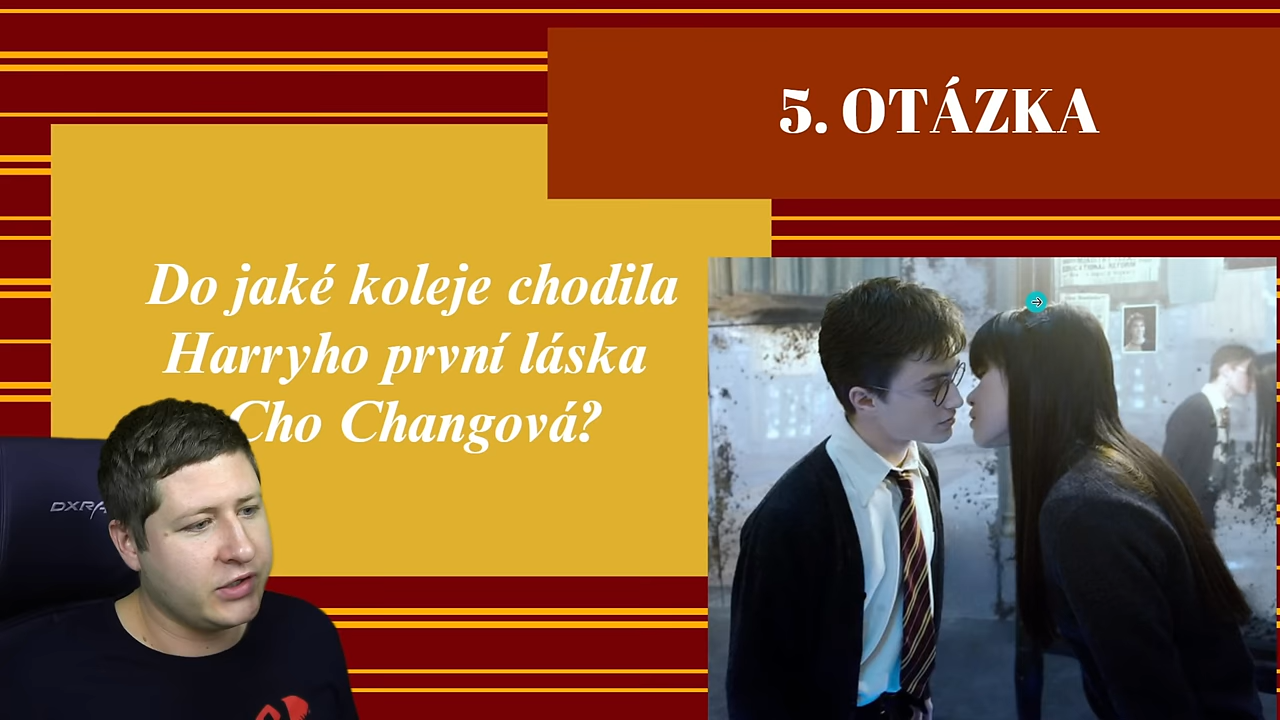 5. OTÁZKA
Do jaké koleje chodila
Harryho první láska
Cho Changová?